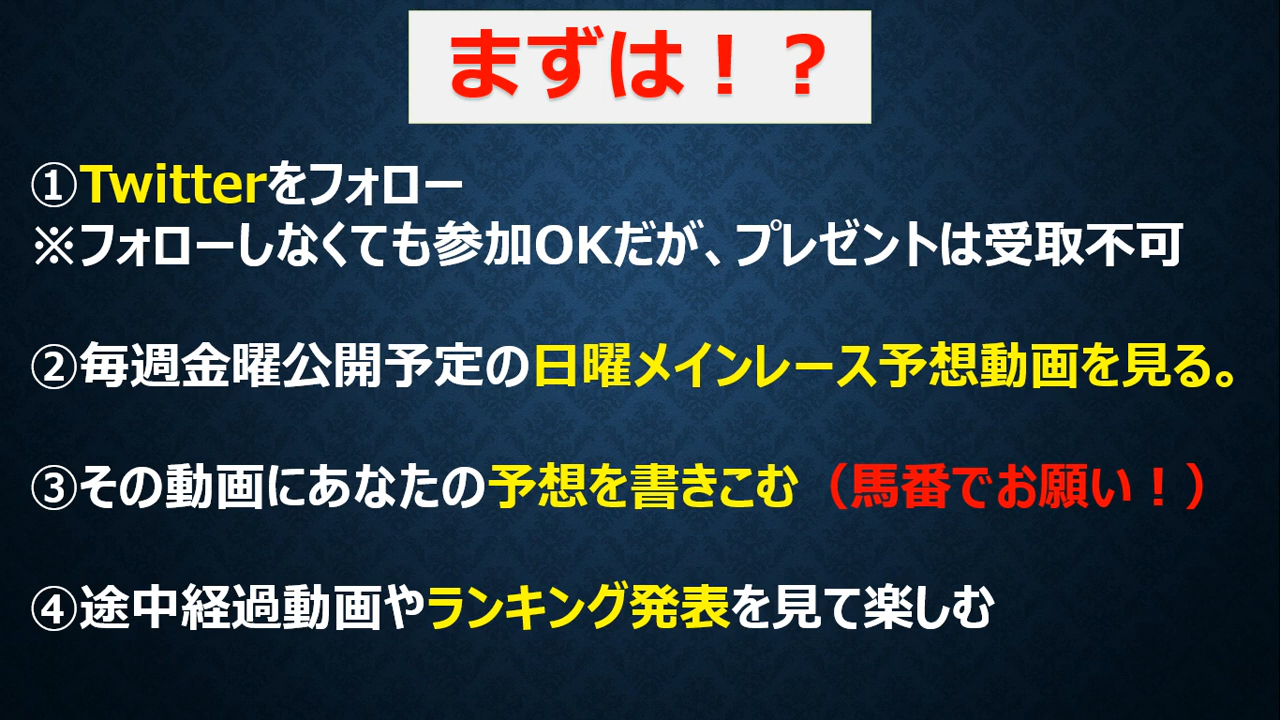 まずは！？
①Twitterをフォロー
※フォローしなくても参加OKだが、プレゼントは受取不可
②毎週金曜公開予定の日曜メインレース予想動画を見る。
③その動画にあなたの予想を書きこむ（馬番でお願い！）
④途中経過動画やランキング発表を見て楽しむ